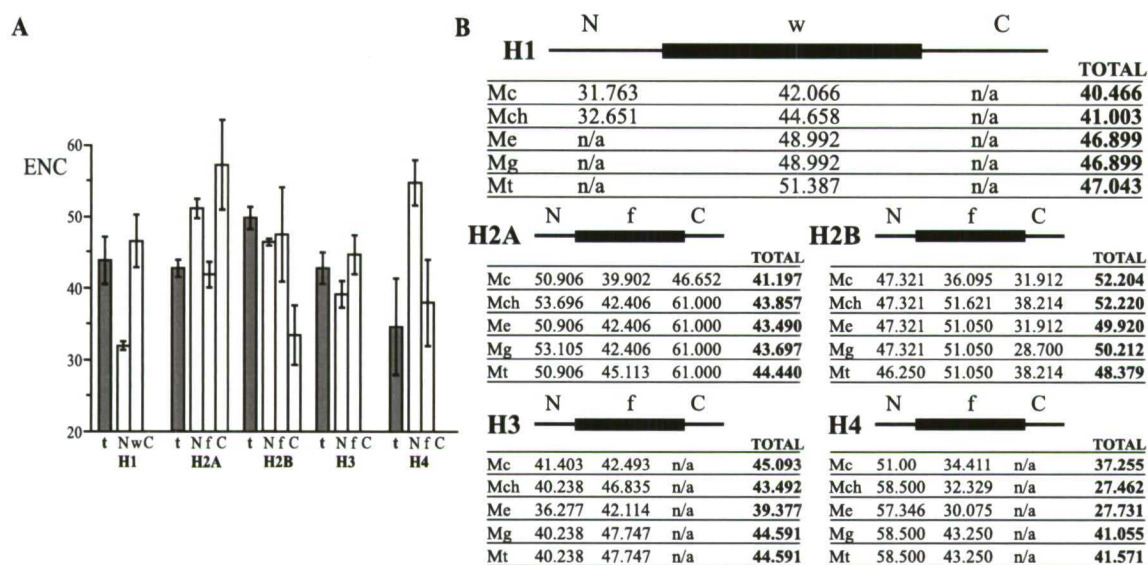 A
ENC
60
50
40
30
20
t N w C t N f C t N f C t N f C t N f C
H1 H2A H2B H3 H4
B
N w C
H1
TOTAL
Mc 31.763 42.066 n/a 40.466
Mch 32.651 44.658 n/a 41.003
Me n/a 48.992 n/a 46.899
Mg n/a 48.992 n/a 46.899
Mt n/a 51.387 n/a 47.043
N f C
H2A
TOTAL
Mc 50.906 39.902 46.652 41.197
Mch 53.696 42.406 61.000 43.857
Me 50.906 42.406 61.000 43.490
Mg 53.105 42.406 61.000 43.697
Mt 50.906 45.113 61.000 44.440
N f C
H2B
TOTAL
Mc 47.321 36.095 31.912 52.204
Mch 47.321 51.621 38.214 52.220
Me 47.321 51.050 31.912 49.920
Mg 47.321 51.050 28.700 50.212
Mt 46.250 51.050 38.214 48.379
N f C
H3
TOTAL
Mc 41.403 42.493 n/a 45.093
Mch 40.238 46.835 n/a 43.492
Me 36.277 42.114 n/a 39.377
Mg 40.238 47.747 n/a 44.591
Mt 40.238 47.747 n/a 44.591
N f C
H4
TOTAL
Mc 51.00 34.411 n/a 37.255
Mch 58.500 32.329 n/a 27.462
Me 57.346 30.075 n/a 27.731
Mg 58.500 43.250 n/a 41.055
Mt 58.500 43.250 n/a 41.571